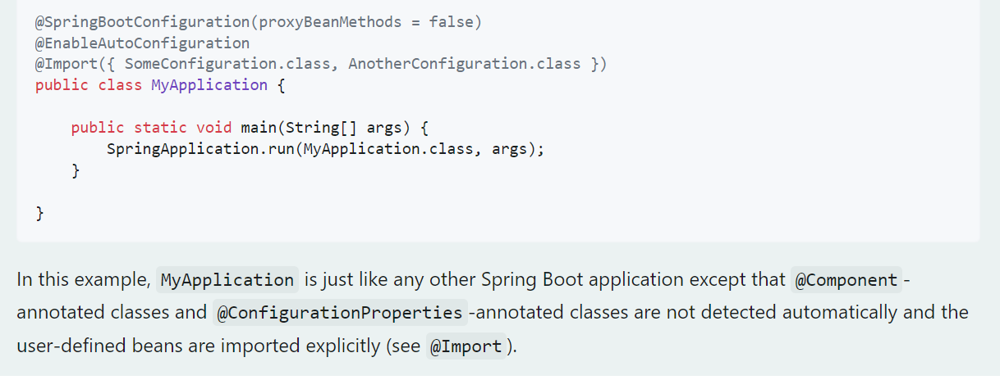 @SpringBootConfiguration(proxyBeanMethods = false)
@EnableAutoConfiguration
@Import({ SomeConfiguration.class, AnotherConfiguration.class })
public class MyApplication {
    public static void main(String[] args) {
        SpringApplication.run(MyApplication.class, args);
    }
}
In this example, MyApplication is just like any other Spring Boot application except that @Component-
annotated classes and @ConfigurationProperties-annotated classes are not detected automatically and the
user-defined beans are imported explicitly (see @Import).